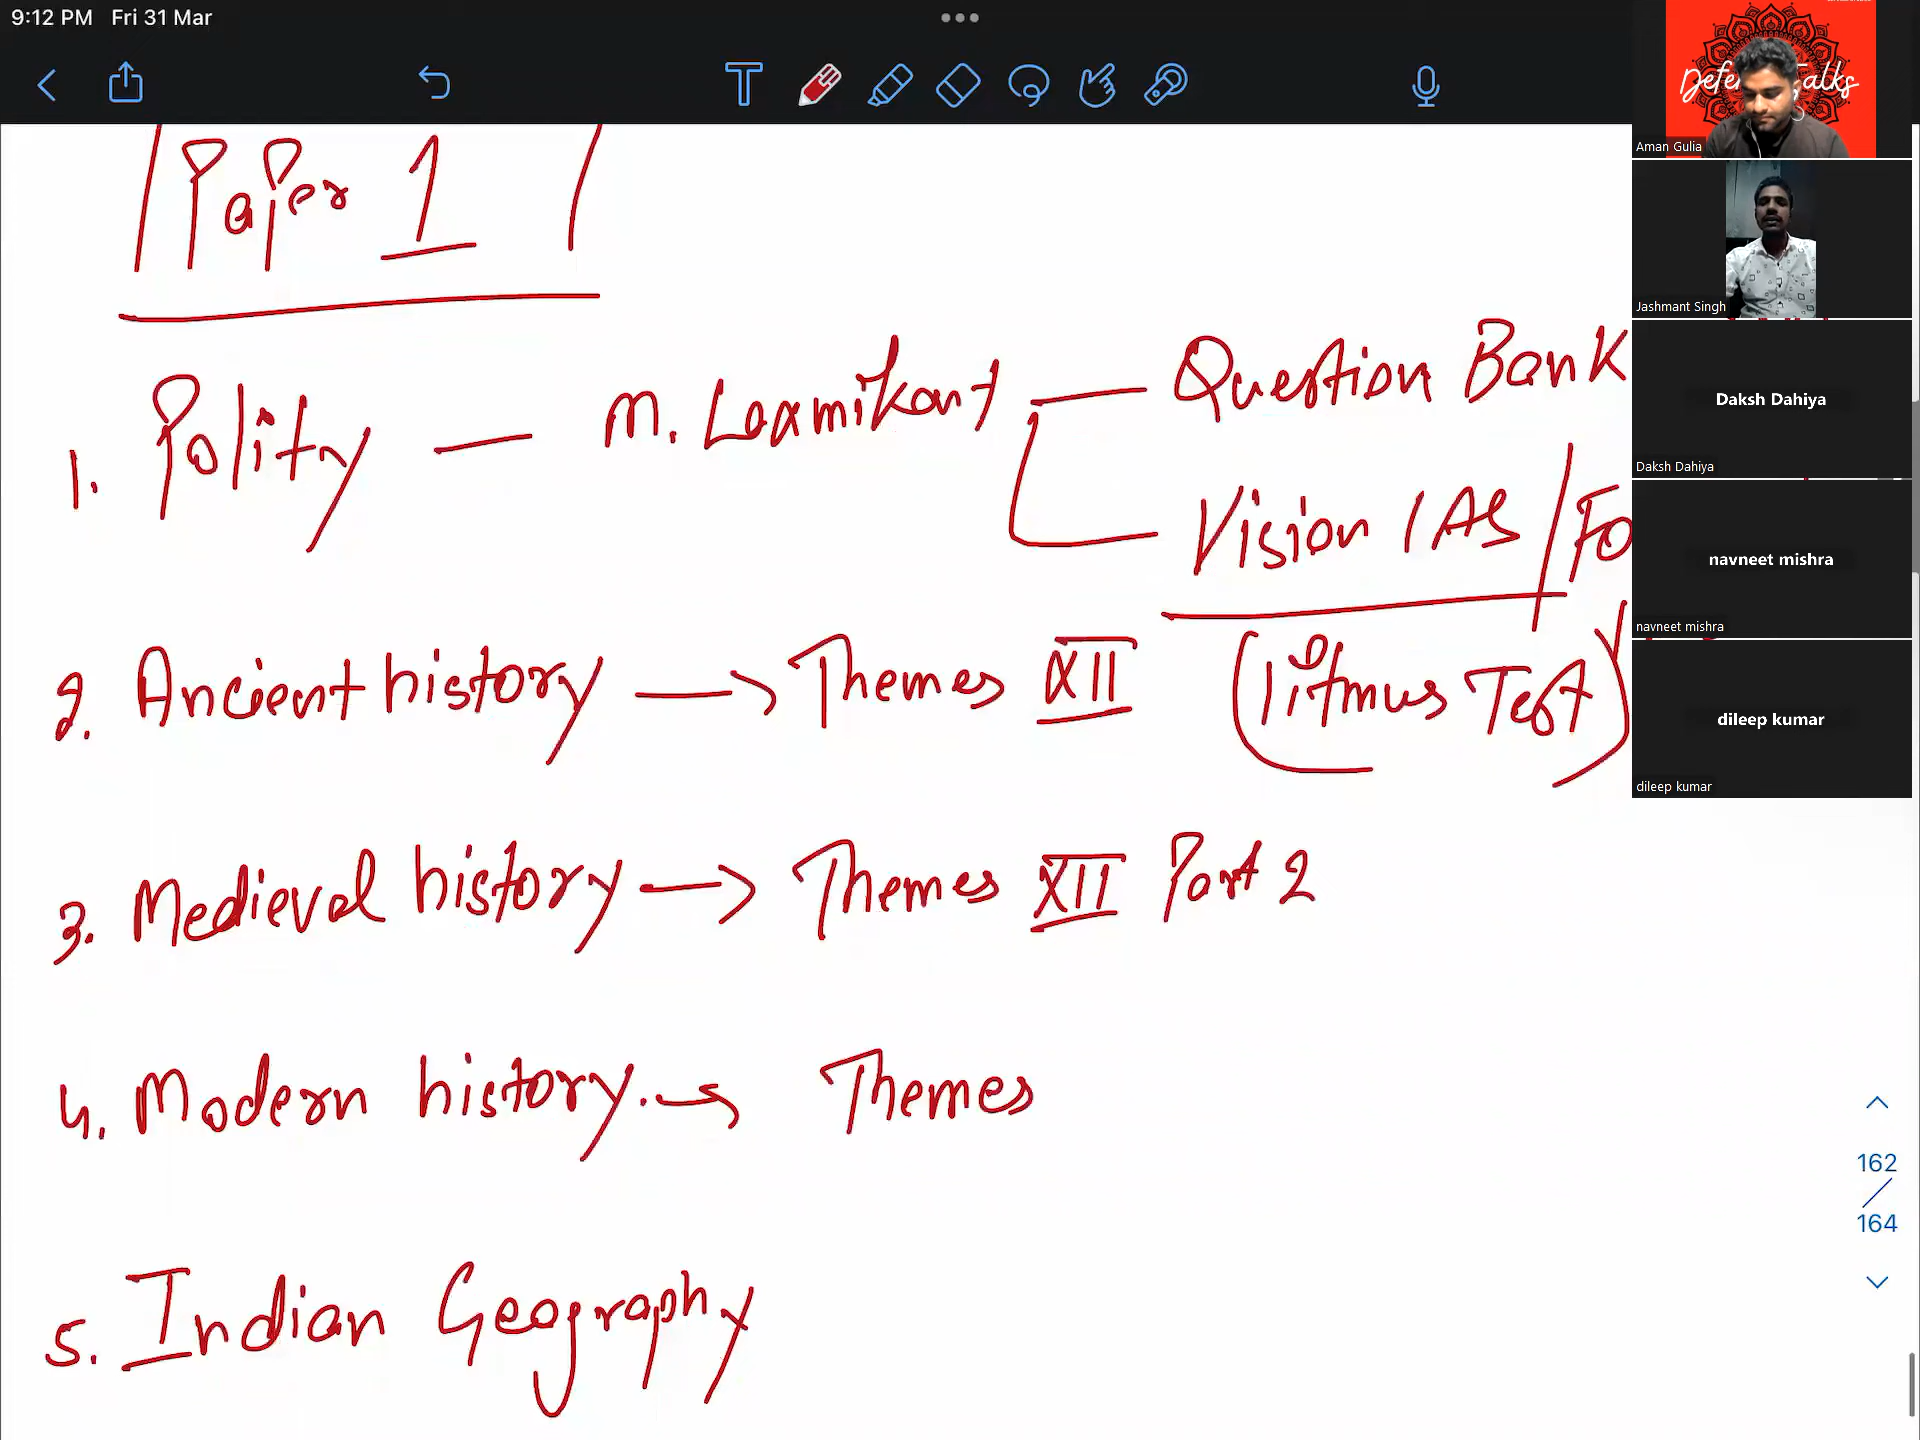 9:12 PM Fri 31 Mar
Paper 1
1. Polity — M. Laxmikant — Question Bank
Vision IAS / Fo
2. Ancient history → Themes XII (litmus Test)
3. Medieval history → Themes XII Part 2
4. Modern history. → Themes
5. Indian Geography
162
/
164
Aman Gulia
Jashmant Singh
Daksh Dahiya
Daksh Dahiya
navneet mishra
navneet mishra
dileep kumar
dileep kumar